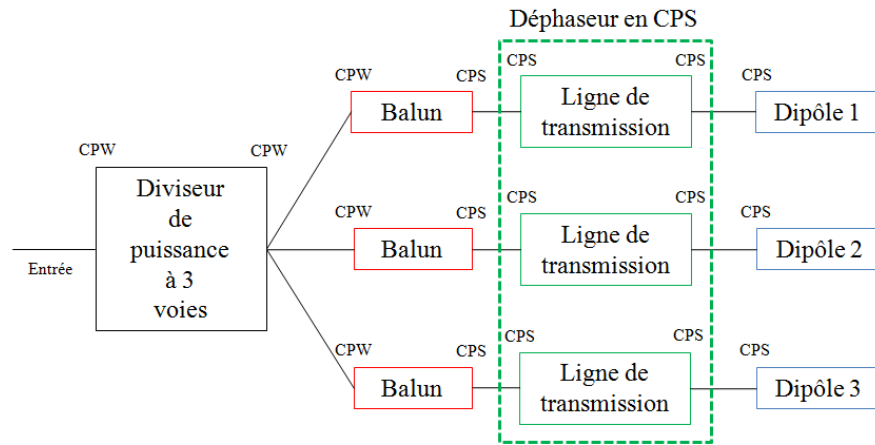 Déphaseur en CPS
CPW
CPS
CPS
CPS
CPS
Balun
Ligne de
transmission
Dipôle 1
CPW
CPW
Diviseur
de
puissance
à 3
voies
Entrée
CPW
CPS
CPS
CPS
CPS
Balun
Ligne de
transmission
Dipôle 2
CPW
CPS
CPS
CPS
CPS
Balun
Ligne de
transmission
Dipôle 3